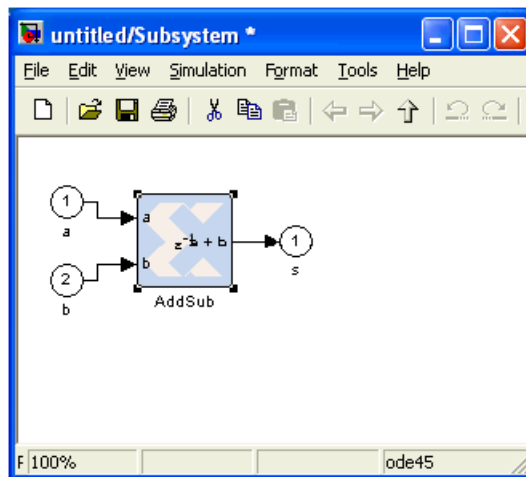 untitled/Subsystem *
File Edit View Simulation Format Tools Help
1
a
a
1
s
2
b
b
AddSub
100% ode45